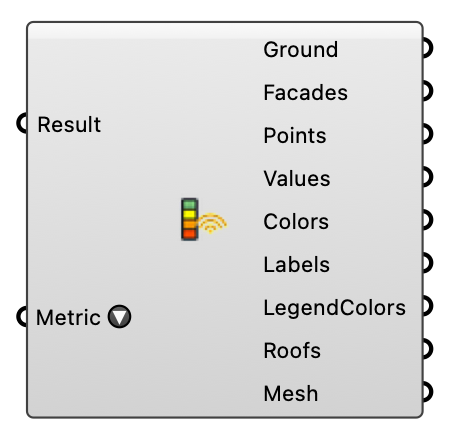 Result
Metric
Ground
Facades
Points
Values
Colors
Labels
LegendColors
Roofs
Mesh